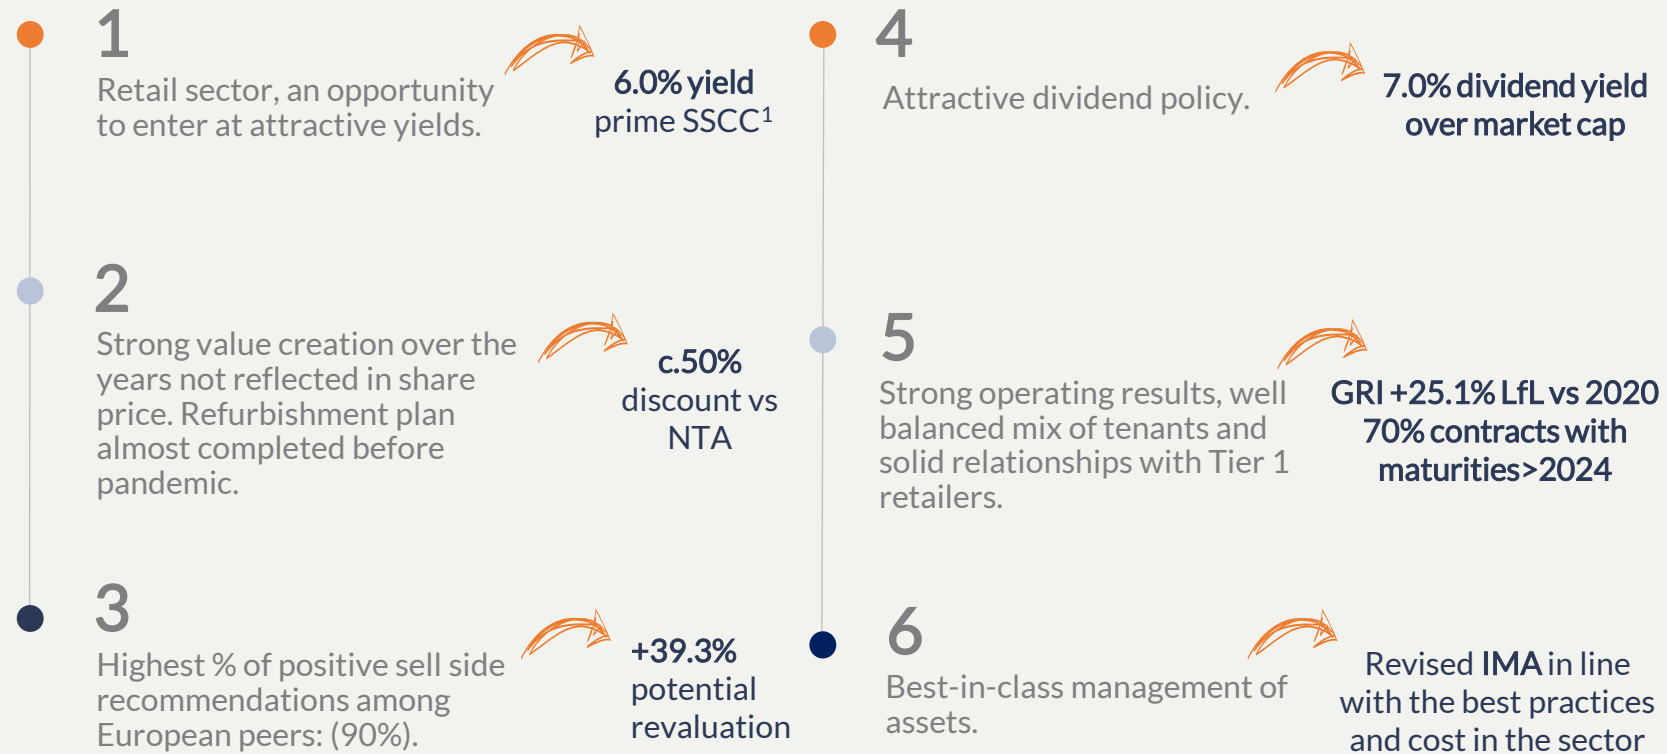 1
Retail sector, an opportunity
to enter at attractive yields.
6.0% yield
prime SSCC¹
2
Strong value creation over the
years not reflected in share
price. Refurbishment plan
almost completed before
pandemic.
c.50%
discount vs
NTA
3
Highest % of positive sell side
recommendations among
European peers: (90%).
+39.3%
potential
revaluation
4
Attractive dividend policy.
7.0% dividend yield
over market cap
5
Strong operating results, well
balanced mix of tenants and
solid relationships with Tier 1
retailers.
GRI +25.1% LfL vs 2020
70% contracts with
maturities>2024
6
Best-in-class management of
assets.
Revised IMA in line
with the best practices
and cost in the sector